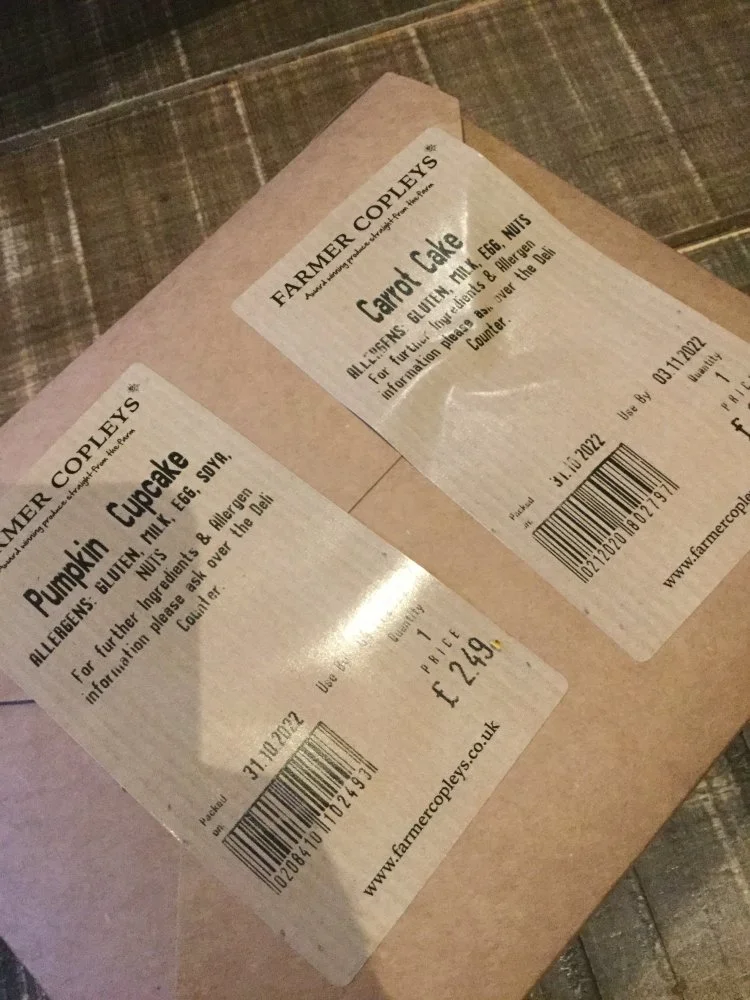 FARMER COPLEYS
Award winning produce straight from the farm
Carrot Cake
ALLERGENS: GLUTEN, MILK, EGG, NUTS
For further Ingredients & Allergen
information please ask over the Deli
Counter.
Packed
on
31.10.2022
Use By
03.11.2022
Quantity
1
PRIC
£
02120201802797
www.farmercople
RMER COPLEYS
Award winning produce straight from the farm
Pumpkin Cupcake
ALLERGENS: GLUTEN, MILK, EGG, SOYA,
NUTS
For further Ingredients & Allergen
information please ask over the Deli
Counter.
Packed
on
31.10.2022
Use By
Quantity
1
PRICE
£ 2.49
0208410102493
www.farmercopleys.co.uk